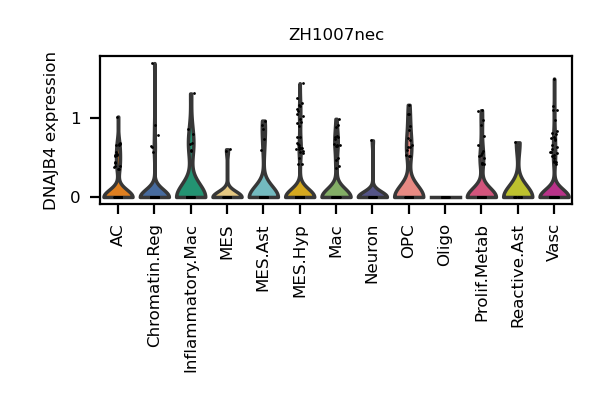 ZH1007nec
DNAJB4 expression
1
0
AC
Chromatin.Reg
Inflammatory.Mac
MES
MES.Ast
MES.Hyp
Mac
Neuron
OPC
Oligo
Prolif.Metab
Reactive.Ast
Vasc